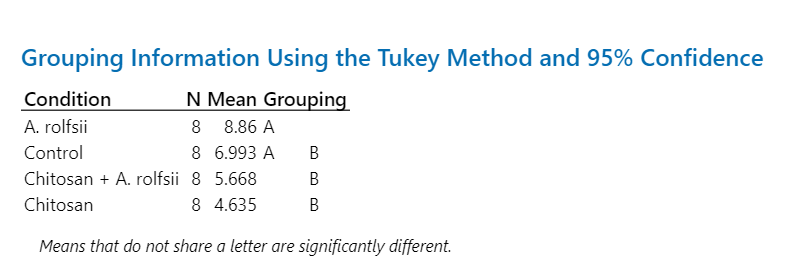 Grouping Information Using the Tukey Method and 95% Confidence
Condition N Mean Grouping
A. rolfsii 8 8.86 A
Control 8 6.993 A B
Chitosan + A. rolfsii 8 5.668 B
Chitosan 8 4.635 B
Means that do not share a letter are significantly different.